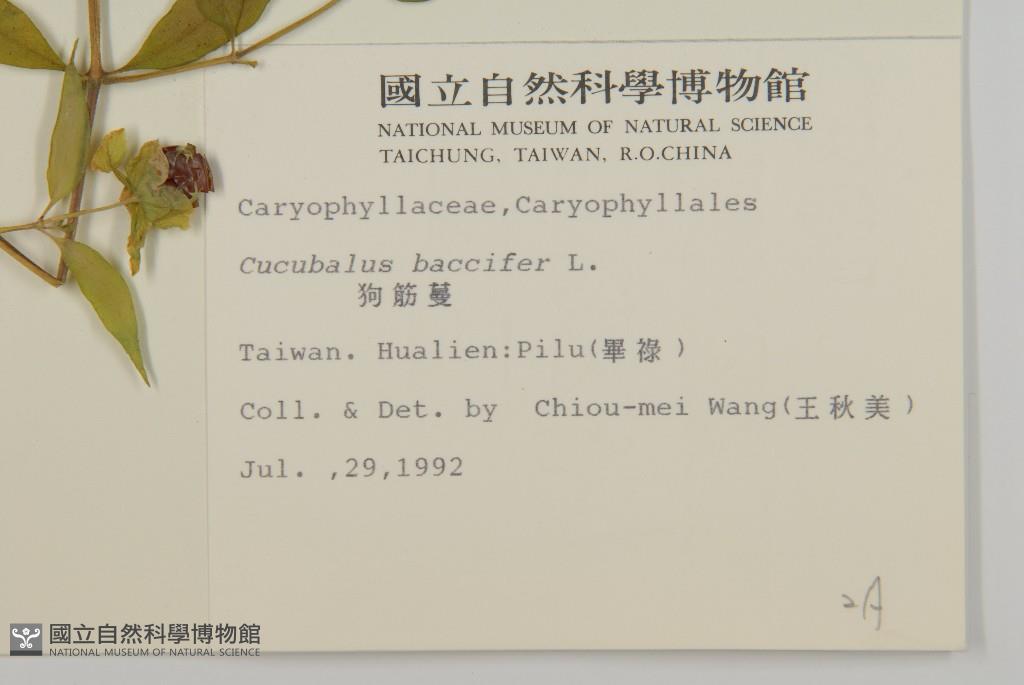 國立自然科學博物館
NATIONAL MUSEUM OF NATURAL SCIENCE
TAICHUNG, TAIWAN, R.O.CHINA
Caryophyllaceae,Caryophyllales
Cucubalus baccifer L.
狗筋蔓
Taiwan. Hualien:Pilu(畢祿)
Coll. & Det. by Chiou-mei Wang(王秋美)
Jul. ,29,1992
國立自然科學博物館
NATIONAL MUSEUM OF NATURAL SCIENCE